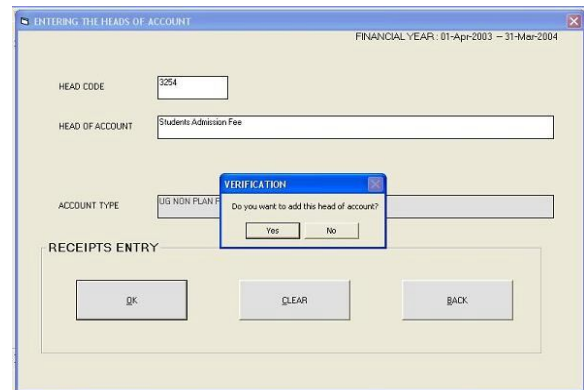 ENTERING THE HEADS OF ACCOUNT
FINANCIAL YEAR : 01-Apr-2003 -- 31-Mar-2004
HEAD CODE
3254
HEAD OF ACCOUNT
Students Admission Fee
VERIFICATION
Do you want to add this head of account?
Yes
No
ACCOUNT TYPE
UG NON PLAN
RECEIPTS ENTRY
OK
CLEAR
BACK